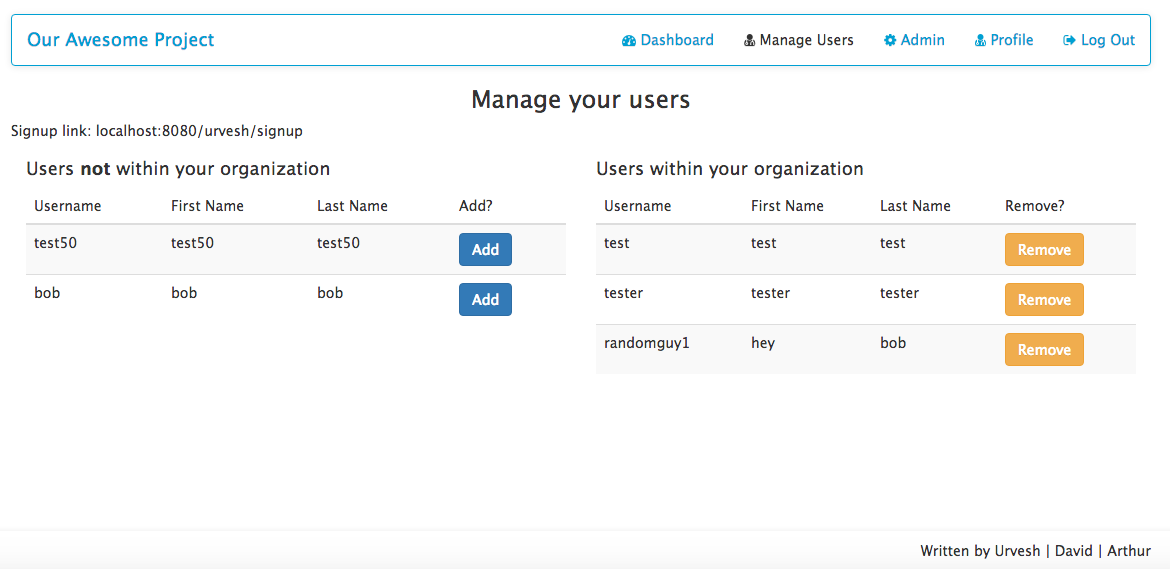 Our Awesome Project Dashboard Manage Users Admin Profile Log Out
Manage your users
Signup link: localhost:8080/urvesh/signup
Users not within your organization
Username First Name Last Name Add?
test50 test50 test50 Add
bob bob bob Add
Users within your organization
Username First Name Last Name Remove?
test test test Remove
tester tester tester Remove
randomguy1 hey bob Remove
Written by Urvesh | David | Arthur